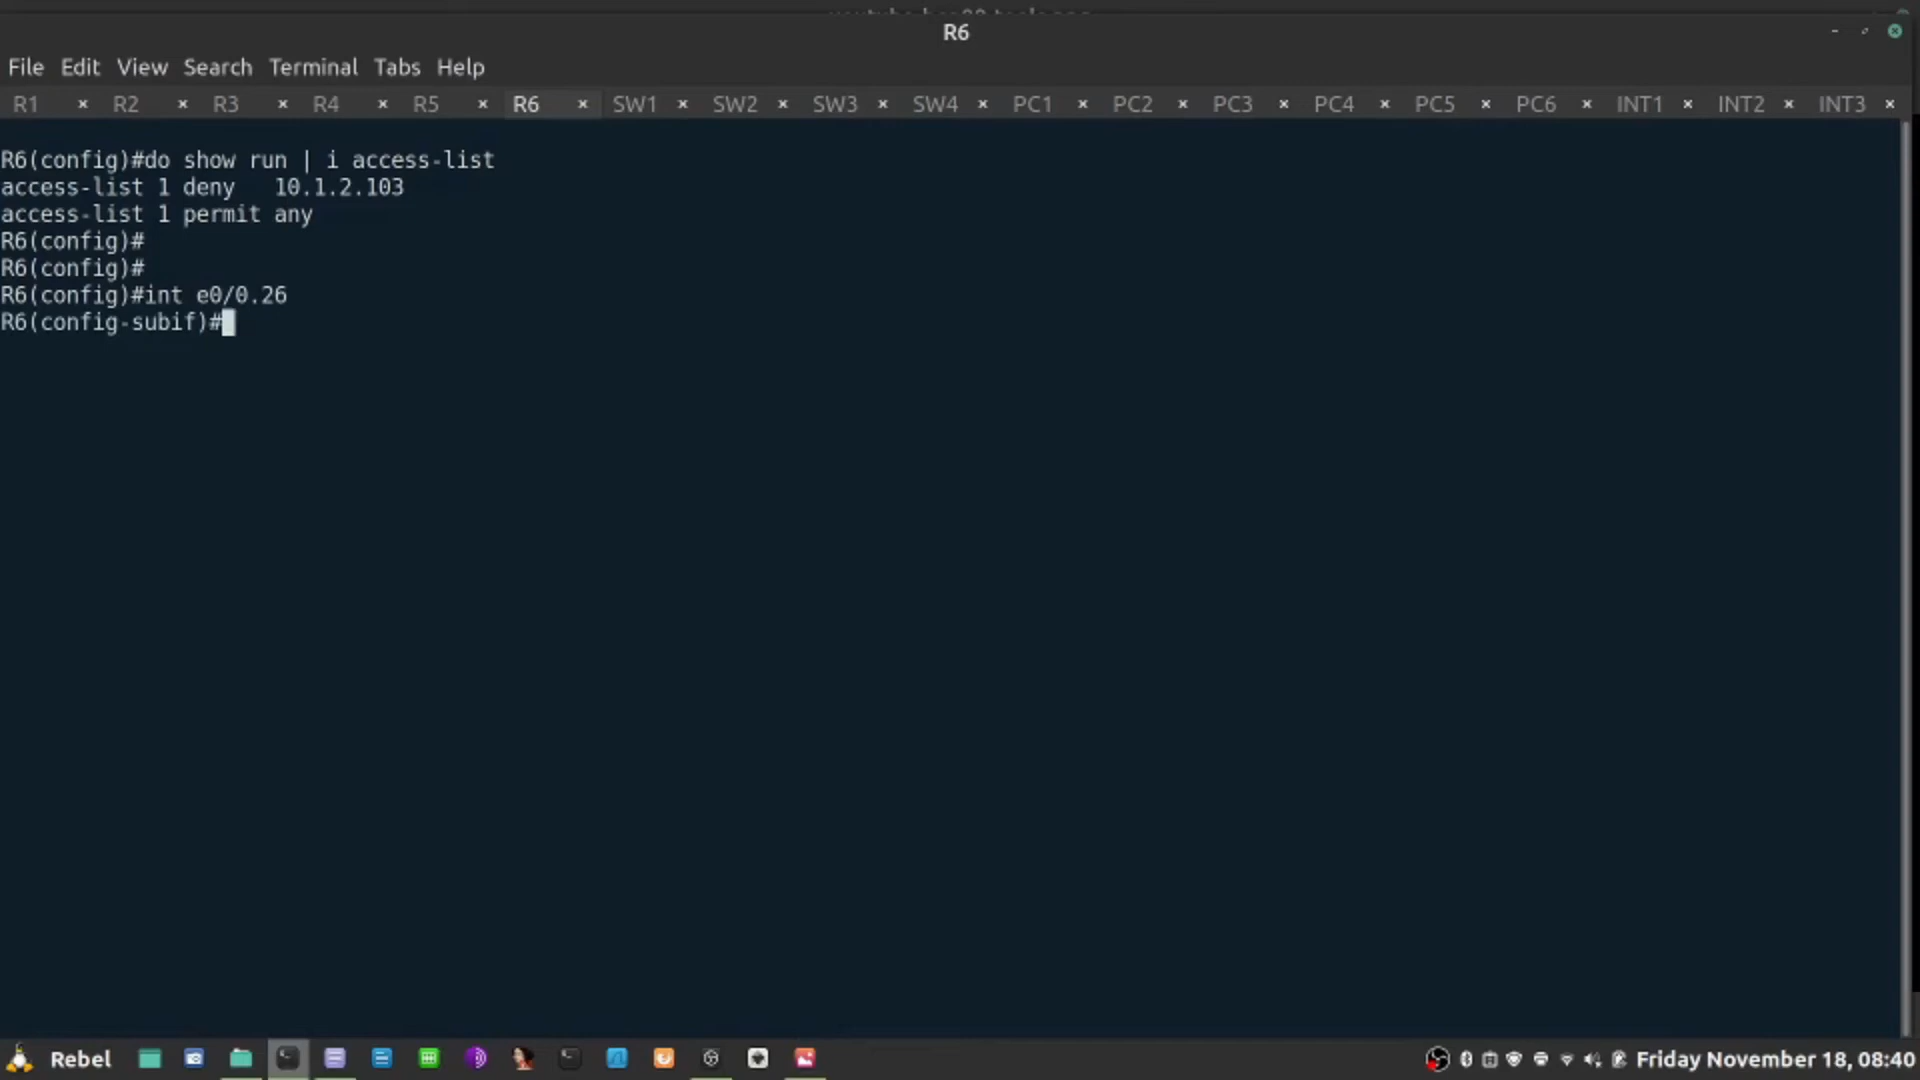 R6
File Edit View Search Terminal Tabs Help
R1 × R2 × R3 × R4 × R5 × R6 × SW1 × SW2 × SW3 × SW4 × PC1 × PC2 × PC3 × PC4 × PC5 × PC6 × INT1 × INT2 × INT3 ×
R6(config)#do show run | i access-list
access-list 1 deny   10.1.2.103
access-list 1 permit any
R6(config)#
R6(config)#
R6(config)#int e0/0.26
R6(config-subif)#
Rebel Friday November 18, 08:40